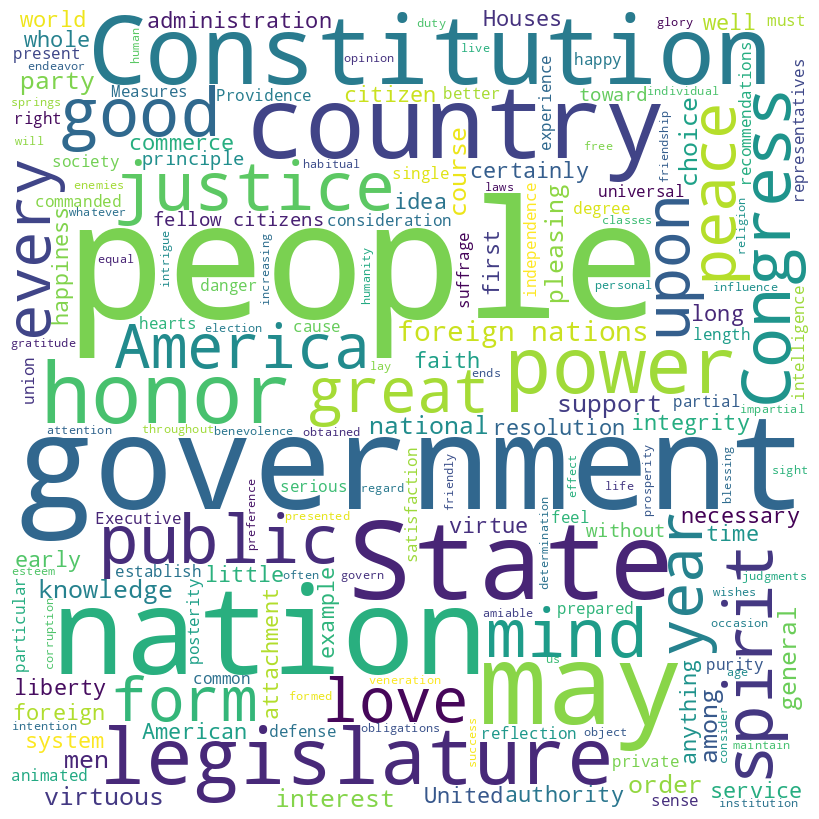 world
administration
Houses
well
must
whole
Constitution
human
duty
glory
present
opinion
live
happy
endeavor
party
Measures
Providence
citizen
better
toward
individual
springs
good
country
experience
choice
recommendations
representatives
right
commerce
free
friendship
will
principle
society
habitual
single
course
certainly
peace
Congress
enemies
justice
idea
laws
universal
commanded
whatever
fellow citizens
consideration
degree
classes
religion
every
happiness
people
suffrage
first
independence
pleasing
upon
equal
intrigue
danger
increasing
humanity
personal
influence
hearts
election
cause
foreign nations
long
length
intelligence
gratitude
America
faith
union
lay
ends
power
honor
great
support
partial
impartial
attention
throughout
benevolence
obtained
national
resolution
integrity
government
serious
regard
satisfaction
friendly
effect
life
prosperity
blessing
sight
Executive
preference
presented
virtue
feel
without
necessary
public
State
determination
time
early
year
spirit
esteem
establish
little
often
govern
judgments
particular
corruption
knowledge
posterity
example
amiable
prepared
wishes
nation
attachment
mind
may
occasion
general
common
us
purity
liberty
form
love
veneration
formed
anything
among
age
intention
foreign
American
defense
obligations
success
reflection
object
consider
maintain
system
men
legislature
private
animated
order
service
virtuous
interest
United
authority
sense
institution